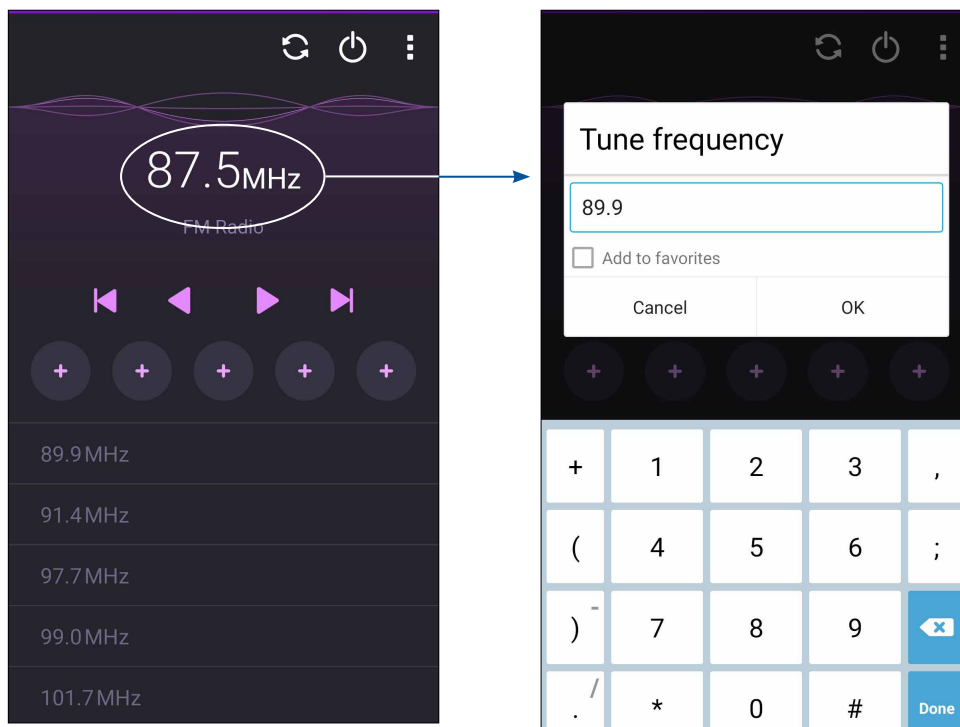 87.5MHz
FM Radio
+ + + + +
89.9MHz
91.4MHz
97.7MHz
99.0MHz
101.7MHz
Tune frequency
89.9
Add to favorites
Cancel OK
+ + + + +
+ 1 2 3 ,
( 4 5 6 ;
) - 7 8 9
. / * 0 # Done